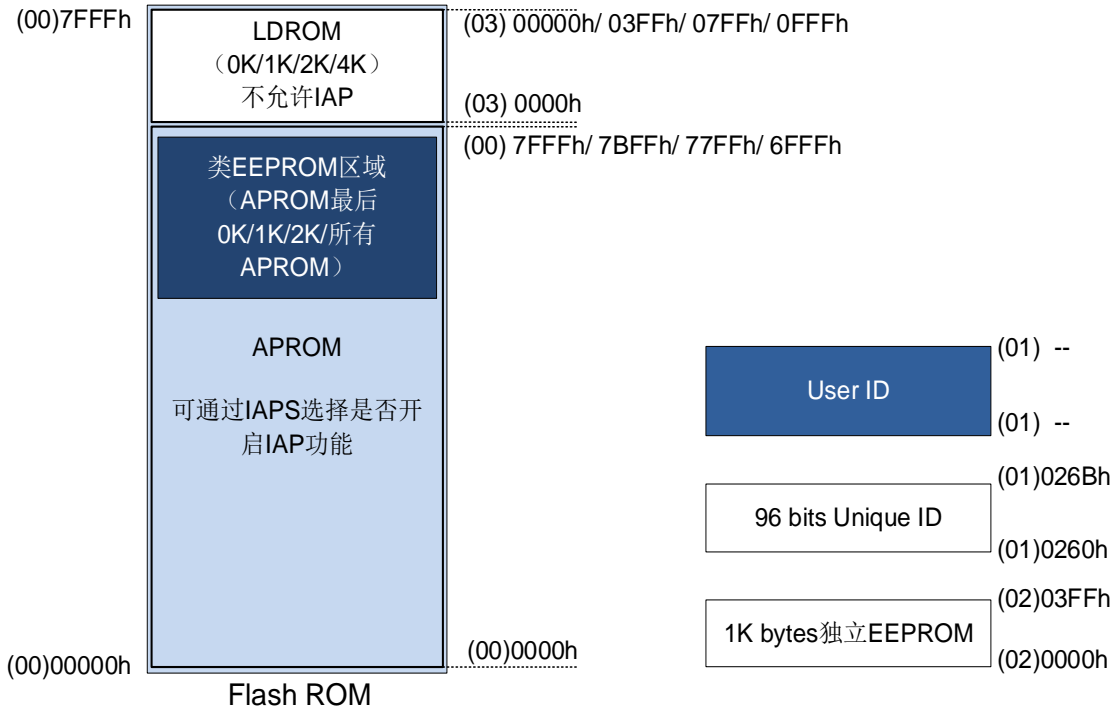 (00)7FFFh
LDROM
（0K/1K/2K/4K）
不允许IAP
(03) 00000h/ 03FFh/ 07FFh/ 0FFFh
(03) 0000h
(00) 7FFFh/ 7BFFh/ 77FFh/ 6FFFh
类EEPROM区域
（APROM最后
0K/1K/2K/所有
APROM）
APROM
可通过IAPS选择是否开
启IAP功能
(00)00000h
(00)0000h
Flash ROM
(01) --
User ID
(01) --
(01)026Bh
96 bits Unique ID
(01)0260h
(02)03FFh
1K bytes独立EEPROM
(02)0000h